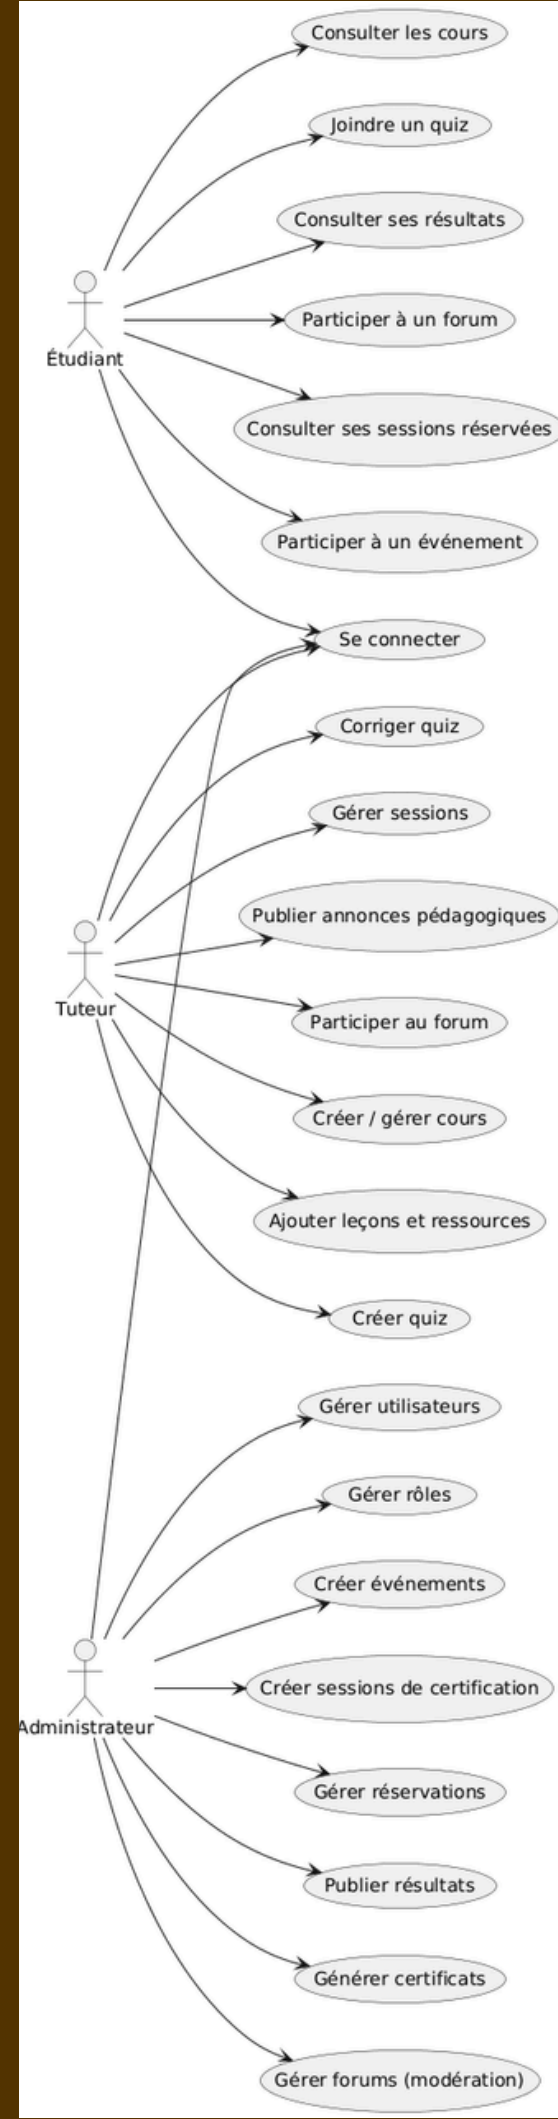 Consulter les cours
Joindre un quiz
Consulter ses résultats
Participer à un forum
Étudiant
Consulter ses sessions réservées
Participer à un événement
Se connecter
Corriger quiz
Gérer sessions
Publier annonces pédagogiques
Tuteur
Participer au forum
Créer / gérer cours
Ajouter leçons et ressources
Créer quiz
Gérer utilisateurs
Gérer rôles
Créer événements
Créer sessions de certification
Administrateur
Gérer réservations
Publier résultats
Générer certificats
Gérer forums (modération)